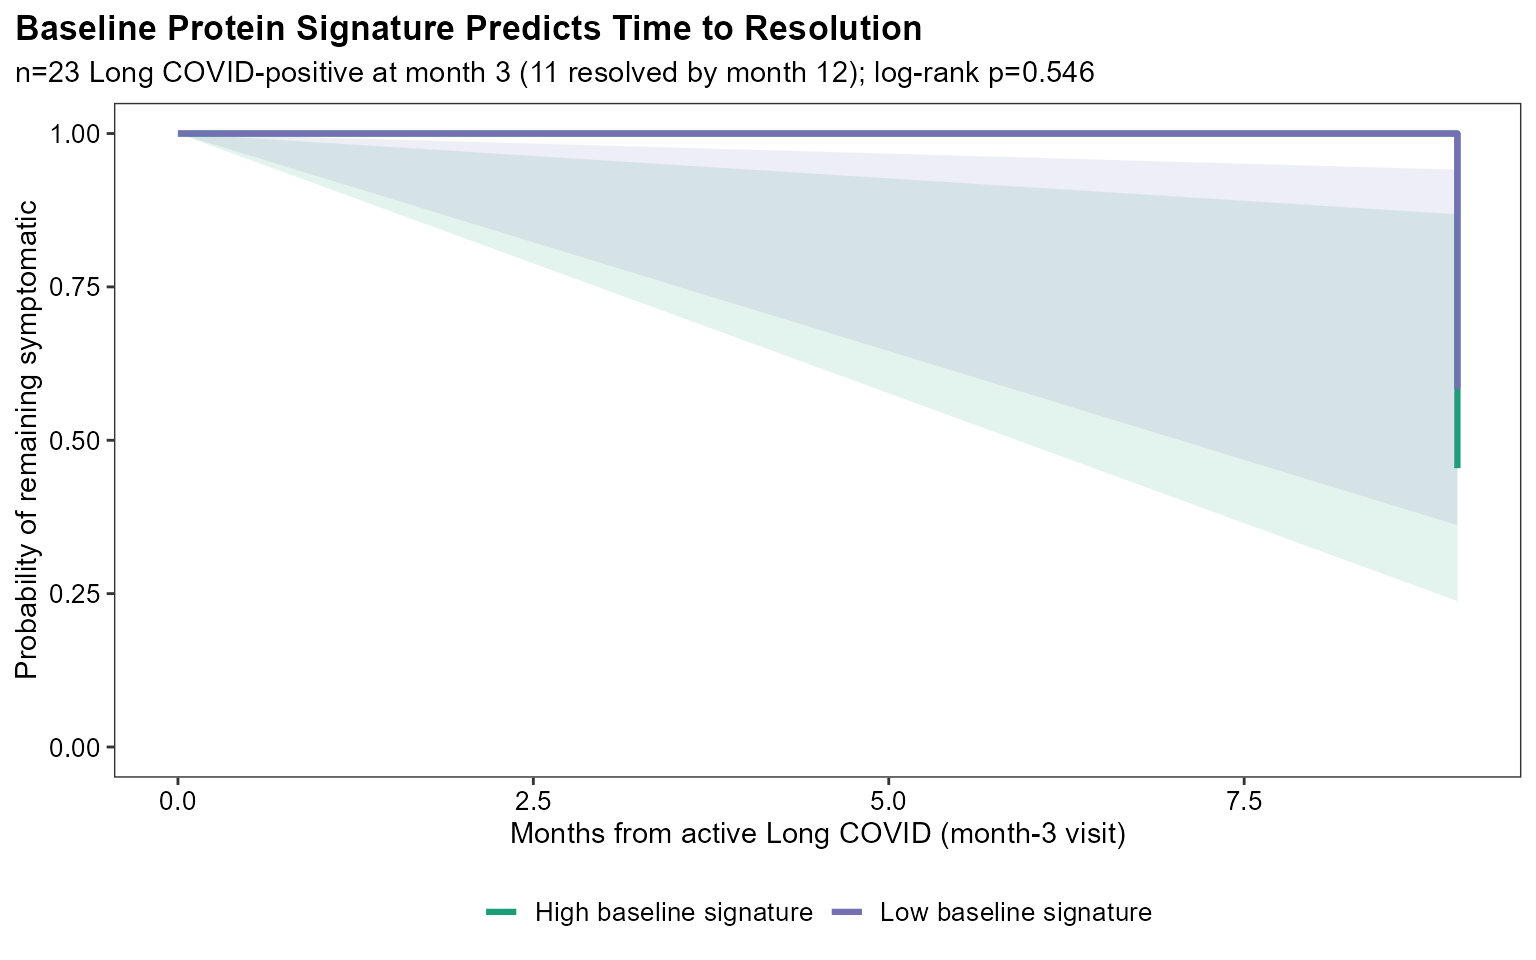 Baseline Protein Signature Predicts Time to Resolution
n=23 Long COVID-positive at month 3 (11 resolved by month 12); log-rank p=0.546
Probability of remaining symptomatic
1.00
0.75
0.50
0.25
0.00
0.0 2.5 5.0 7.5
Months from active Long COVID (month-3 visit)
High baseline signature Low baseline signature